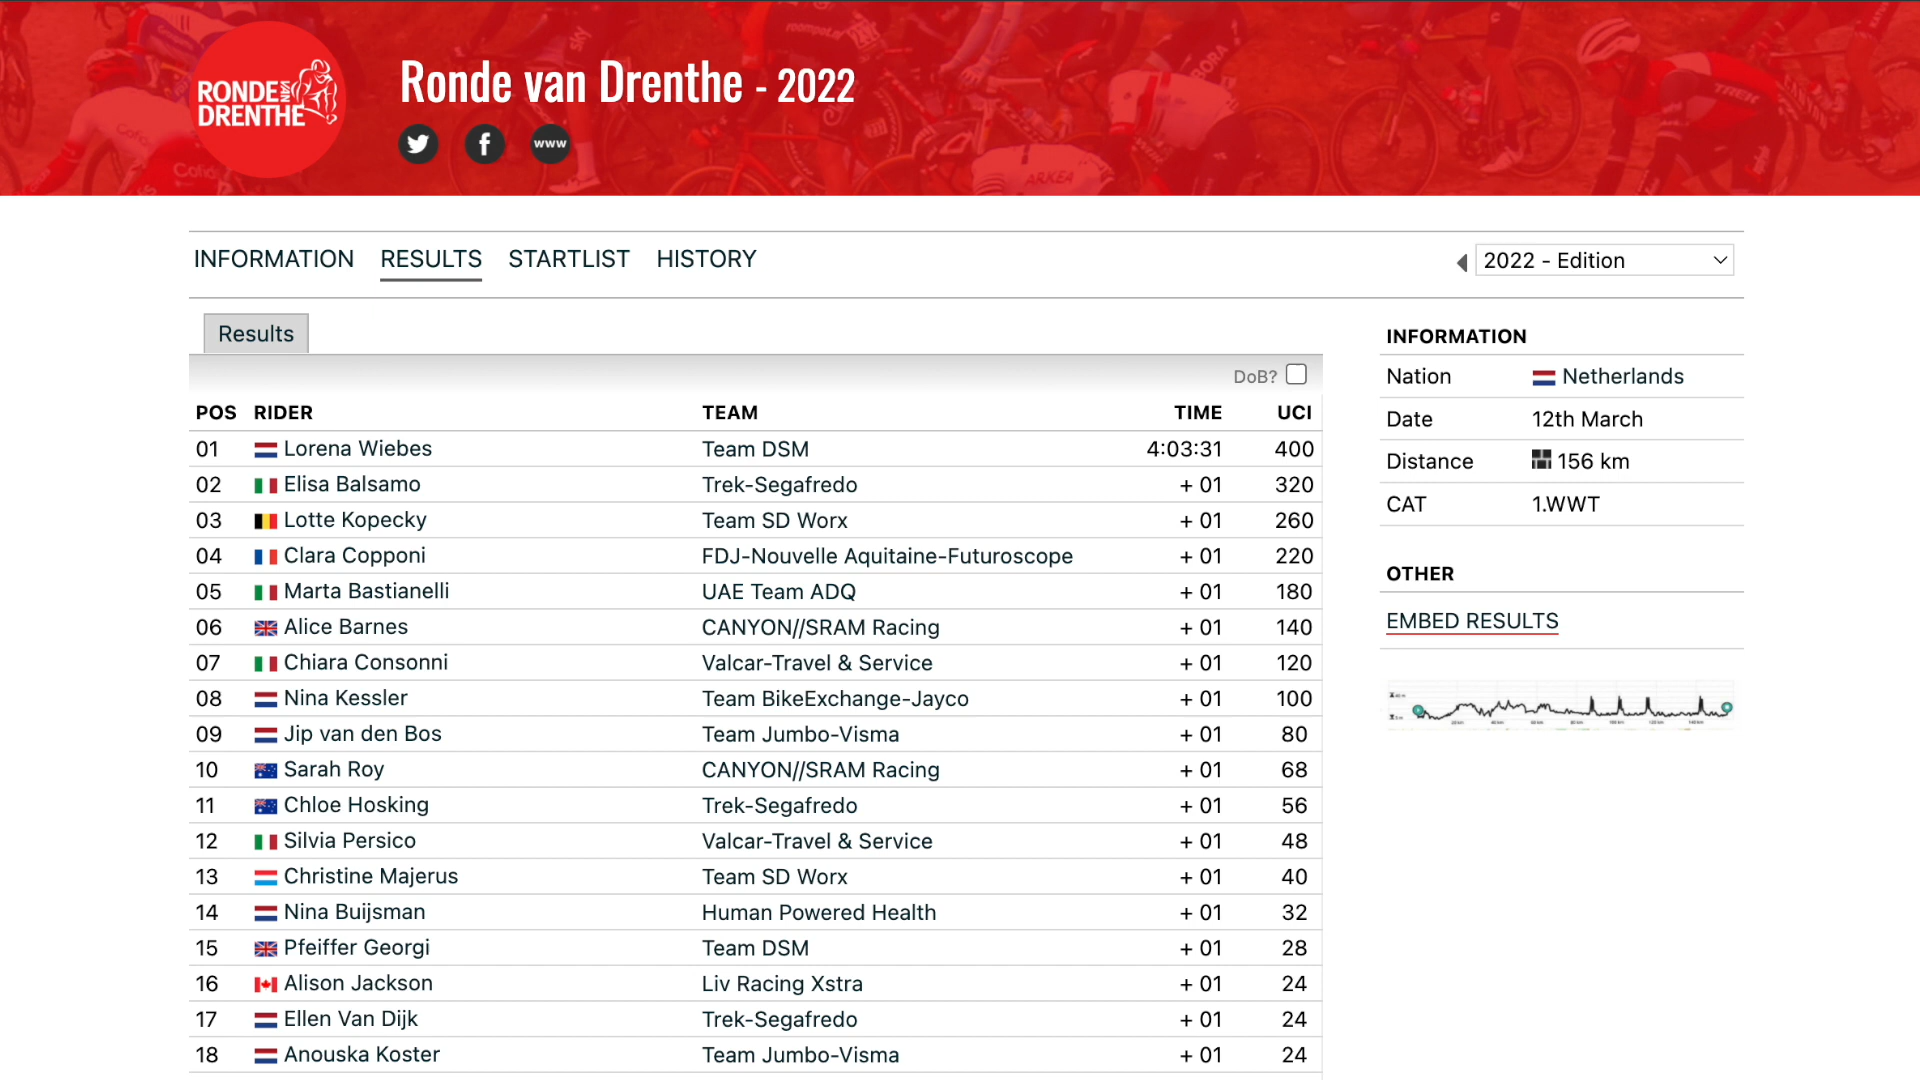 RONDE VAN
DRENTHE
Ronde van Drenthe - 2022
www
INFORMATION RESULTS STARTLIST HISTORY
2022 - Edition
Results
DoB?
POS RIDER TEAM TIME UCI
01 Lorena Wiebes Team DSM 4:03:31 400
02 Elisa Balsamo Trek-Segafredo + 01 320
03 Lotte Kopecky Team SD Worx + 01 260
04 Clara Copponi FDJ-Nouvelle Aquitaine-Futuroscope + 01 220
05 Marta Bastianelli UAE Team ADQ + 01 180
06 Alice Barnes CANYON//SRAM Racing + 01 140
07 Chiara Consonni Valcar-Travel & Service + 01 120
08 Nina Kessler Team BikeExchange-Jayco + 01 100
09 Jip van den Bos Team Jumbo-Visma + 01 80
10 Sarah Roy CANYON//SRAM Racing + 01 68
11 Chloe Hosking Trek-Segafredo + 01 56
12 Silvia Persico Valcar-Travel & Service + 01 48
13 Christine Majerus Team SD Worx + 01 40
14 Nina Buijsman Human Powered Health + 01 32
15 Pfeiffer Georgi Team DSM + 01 28
16 Alison Jackson Liv Racing Xstra + 01 24
17 Ellen Van Dijk Trek-Segafredo + 01 24
18 Anouska Koster Team Jumbo-Visma + 01 24
INFORMATION
Nation Netherlands
Date 12th March
Distance 156 km
CAT 1.WWT
OTHER
EMBED RESULTS